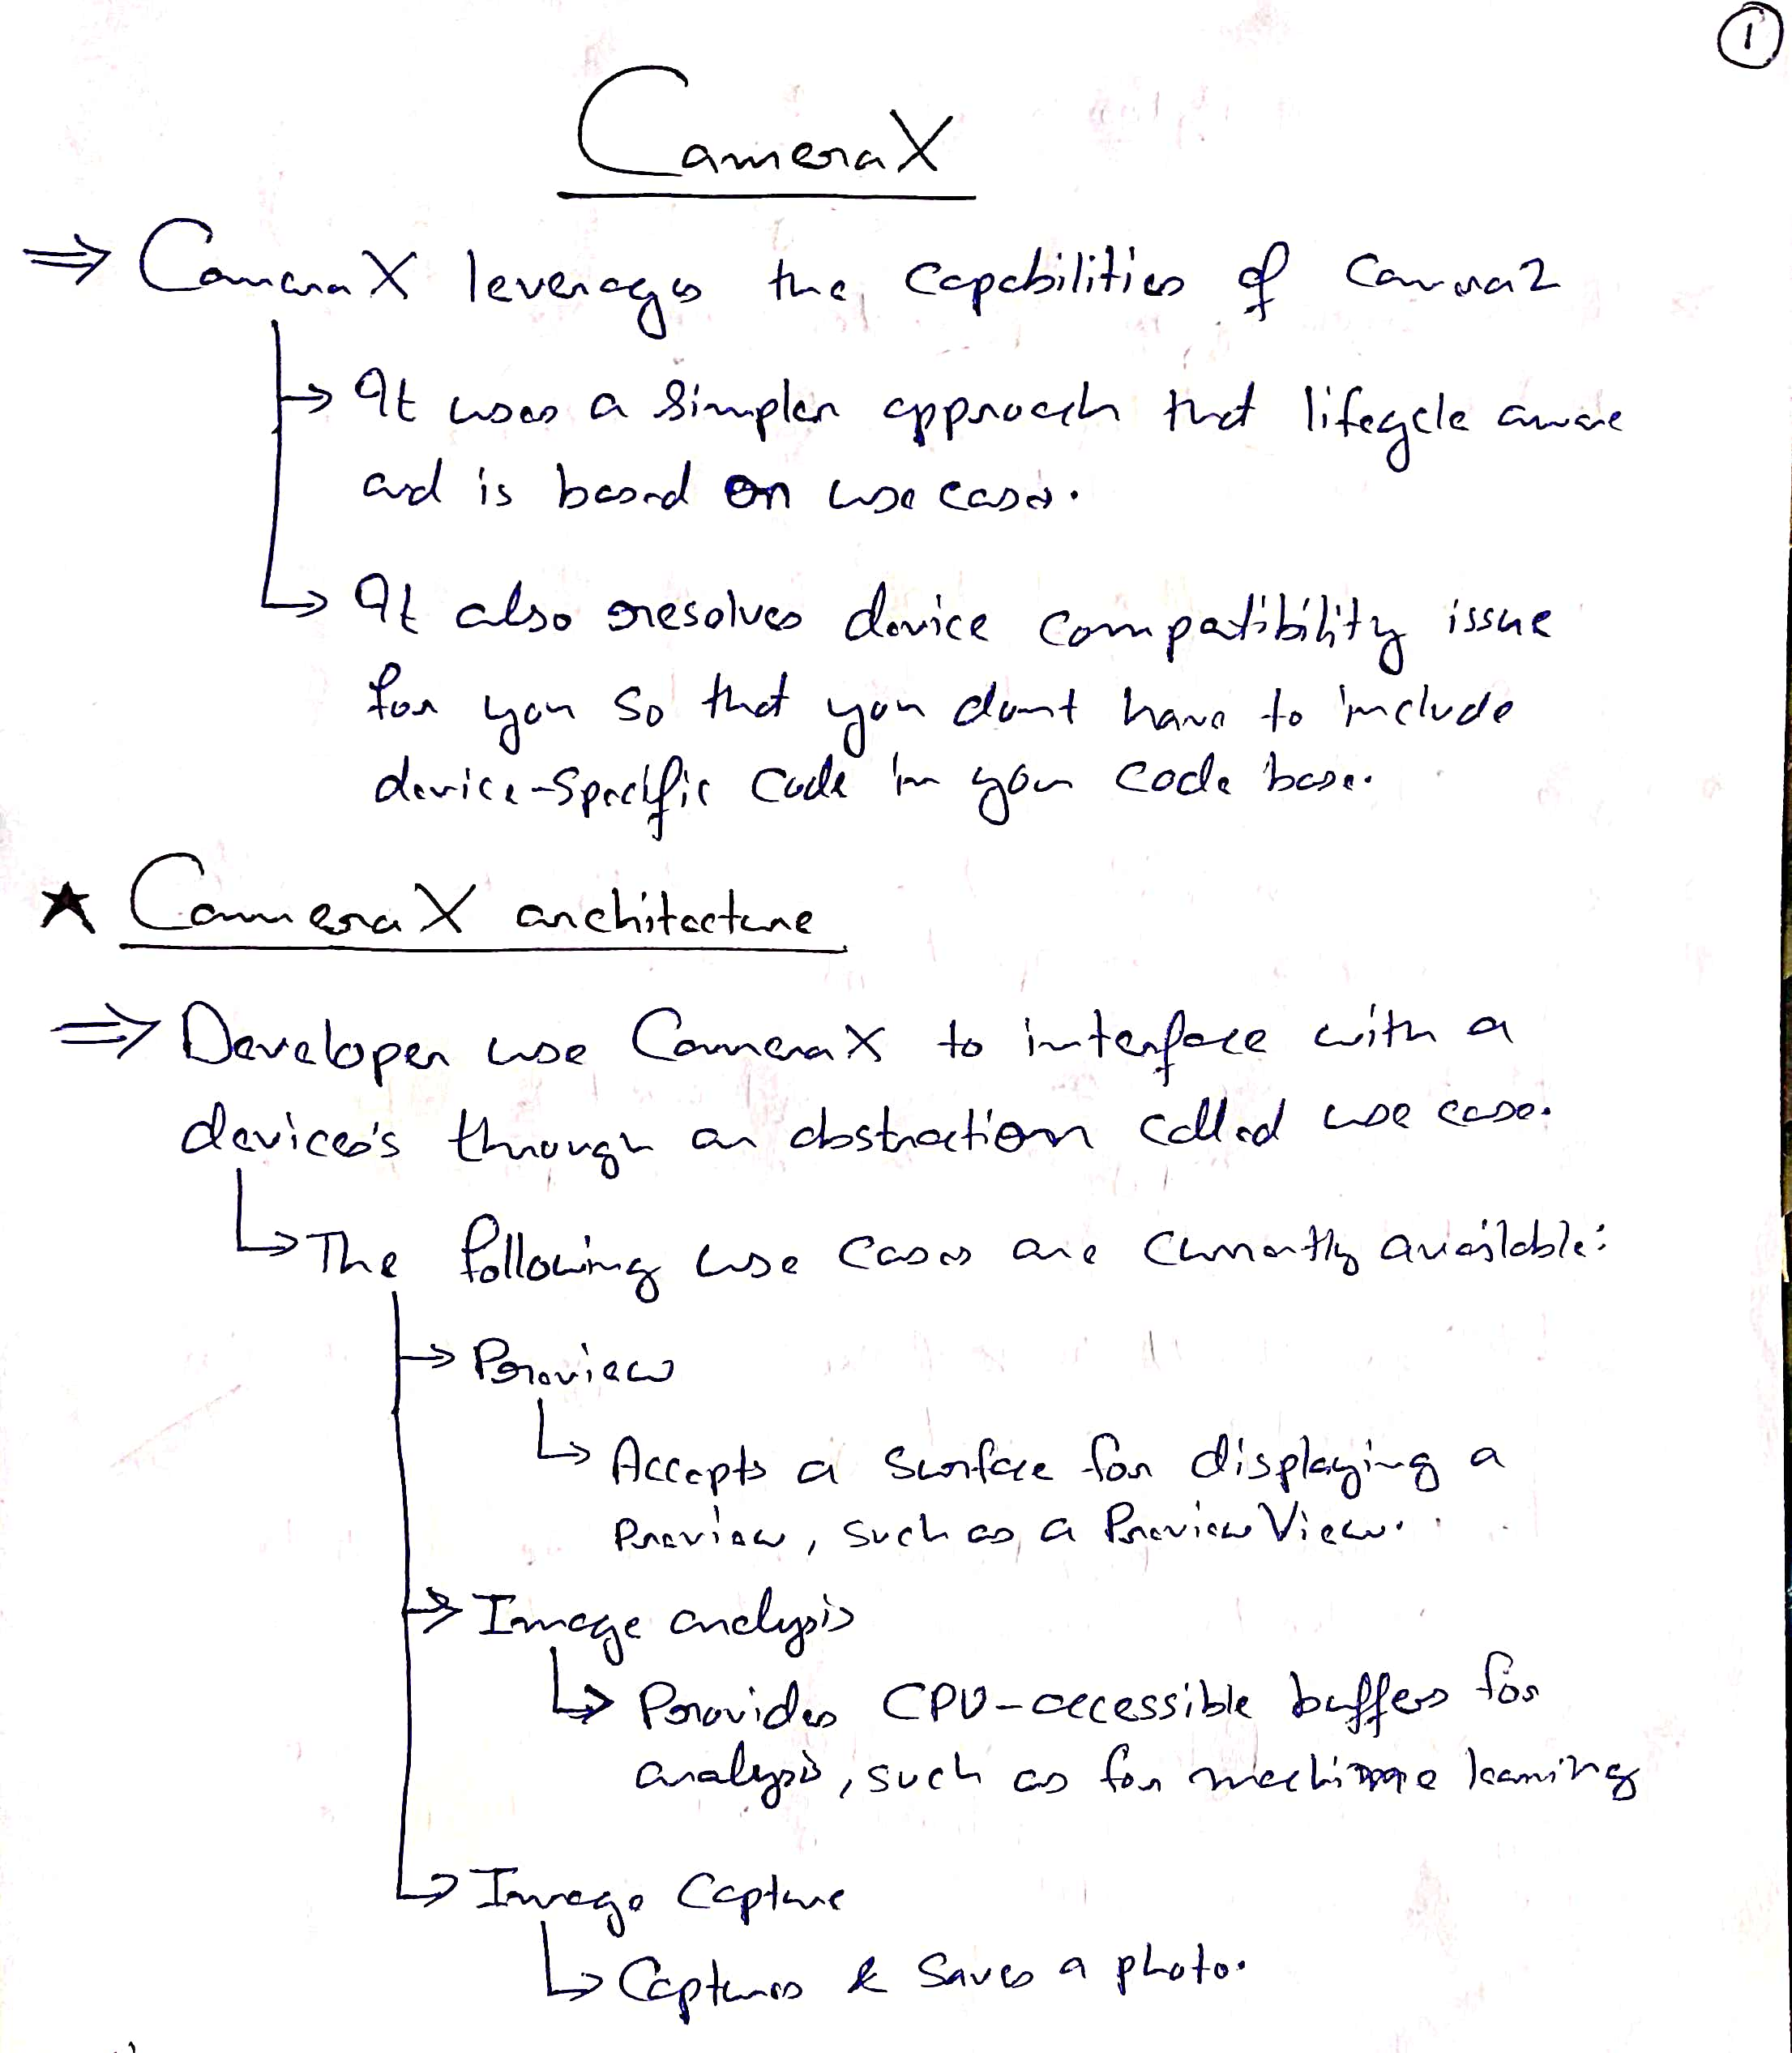 1
CameraX
⇒ CameraX leverages the capabilities of Camera2
→ It uses a simpler approach that lifecycle aware
and is based on use cases.
→ It also resolves device compatibility issue
for you so that you dont have to include
device-specific code in your code base.
★ CameraX architecture
⇒ Developer use CameraX to interface with a
devices's through an abstraction called use case.
→ The following use cases are currently available:
→ Preview
→ Accepts a surface for displaying a
Preview, such as a PreviewView.
→ Image analysis
→ Provides CPU-accessible buffers for
analysis, such as for machine learning
→ Image Capture
→ Captures & saves a photo.